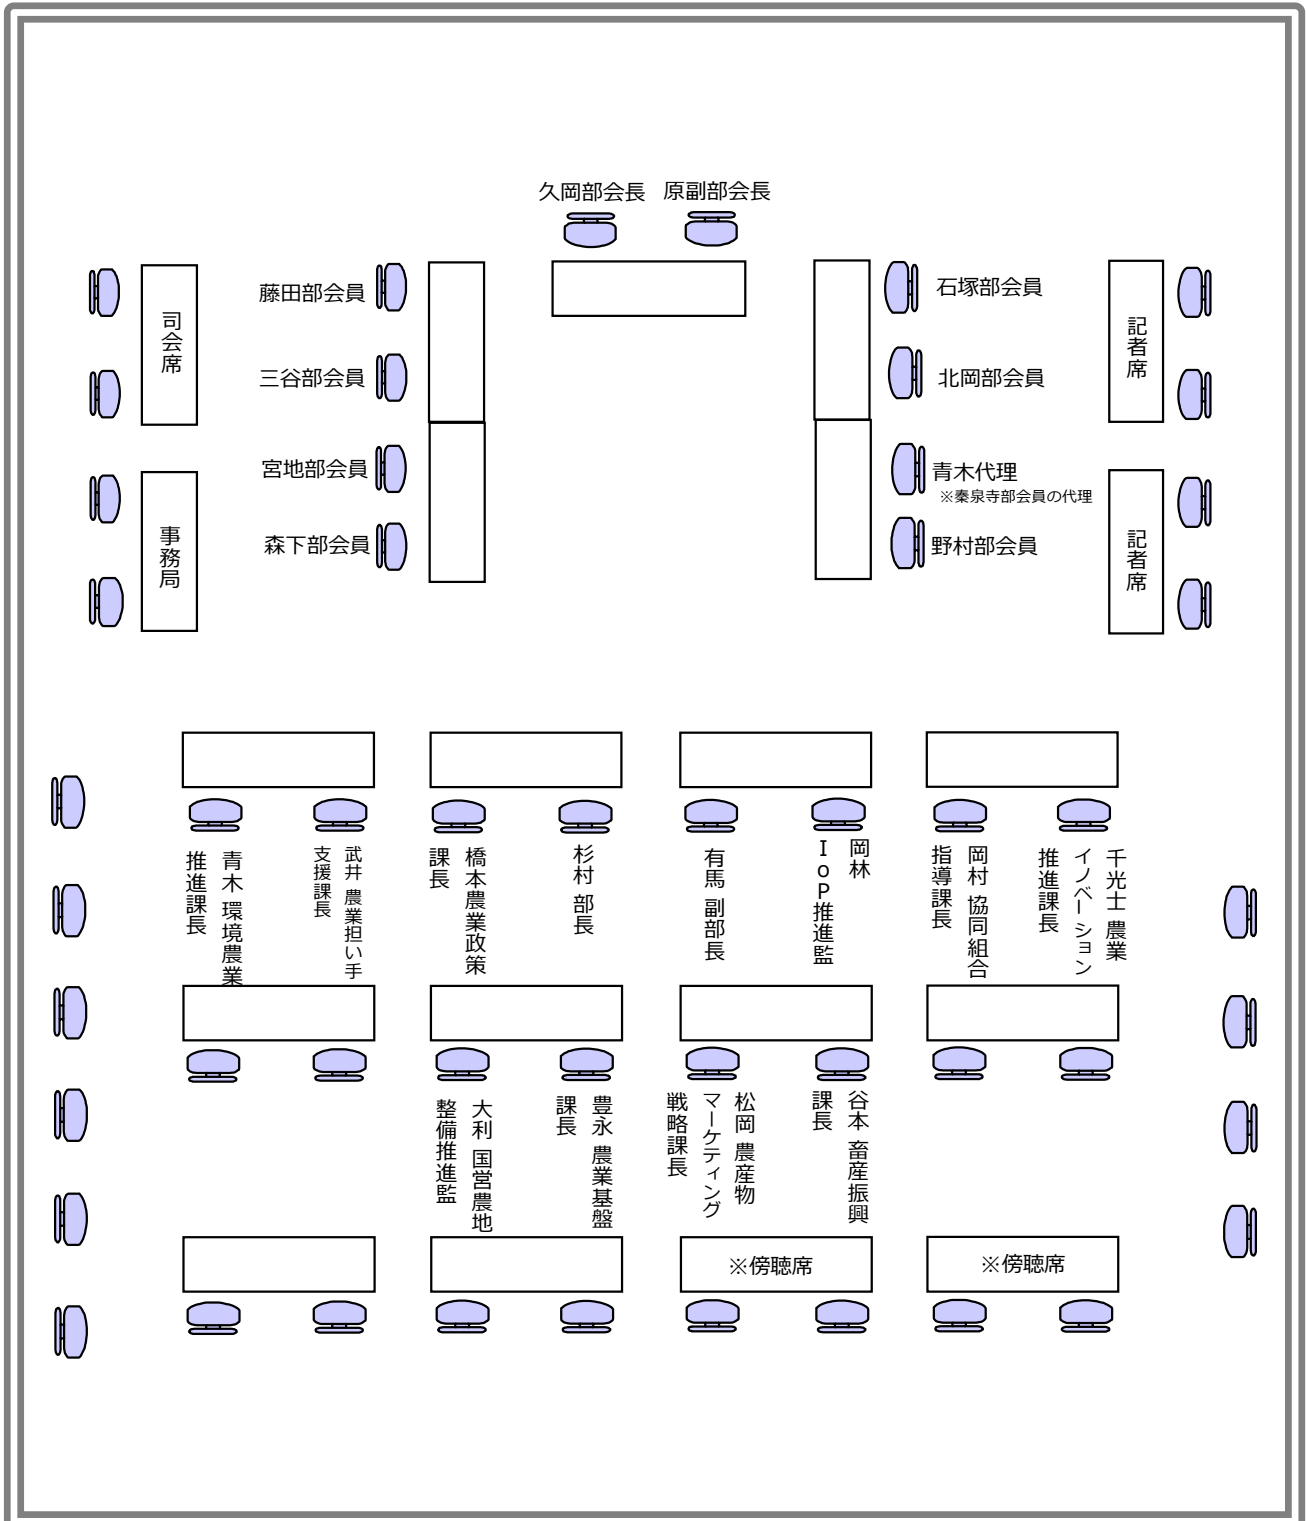 久岡部会長 原副部会長
司会席
藤田部会員
石塚部会員
記者席
三谷部会員
北岡部会員
宮地部会員
青木代理
※秦泉寺部会員の代理
事務局
森下部会員
野村部会員
記者席
青木 環境農業
推進課長
武井 農業担い手
支援課長
橋本農業政策
課長
杉村 部長
有馬 副部長
岡林
IoP推進監
岡村 協同組合
指導課長
千光士 農業
イノベーション
推進課長
大利 国営農地
整備推進監
豊永 農業基盤
課長
松岡 農産物
マーケティング
戦略課長
谷本 畜産振興
課長
※傍聴席
※傍聴席